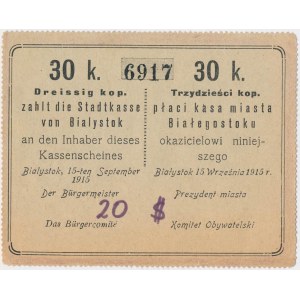 30 k. 6917 30 k.
Dreissig kop.
zahlt die Stadtkasse
von Bialystok
an den Inhaber dieses
Kassenscheines
Bialystok, 15-ten September
1915
Der Bürgermeister
Das Bürgercomité
Trzydzieści kop.
płaci kasa miasta
Białegostoku
okazicielowi niniej-
szego
Białystok 15 Września 1915 r.
Prezydent miasta
Komitet Obywatelski
20 $